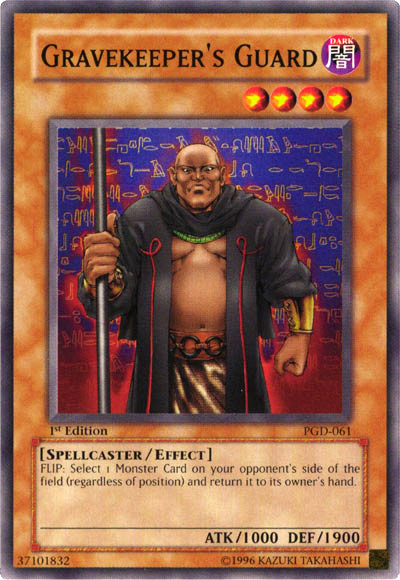 Gravekeeper's Guard
DARK
闇
1st Edition
PGD-061
[Spellcaster / Effect]
FLIP: Select 1 Monster Card on your opponent's side of the
field (regardless of position) and return it to its owner's hand.
ATK/1000 DEF/1900
37101832
©1996 KAZUKI TAKAHASHI